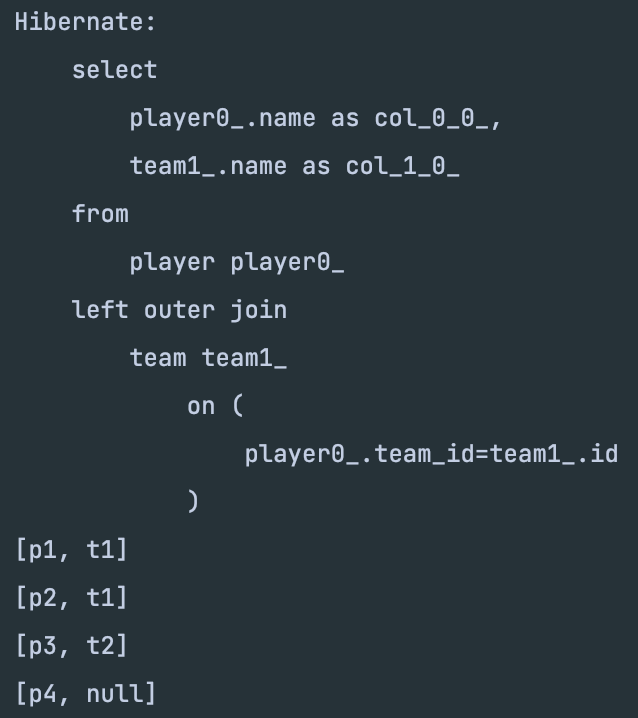 Hibernate:
    select
        player0_.name as col_0_0_,
        team1_.name as col_1_0_
    from
        player player0_
    left outer join
        team team1_
            on (
                player0_.team_id=team1_.id
            )
[p1, t1]
[p2, t1]
[p3, t2]
[p4, null]